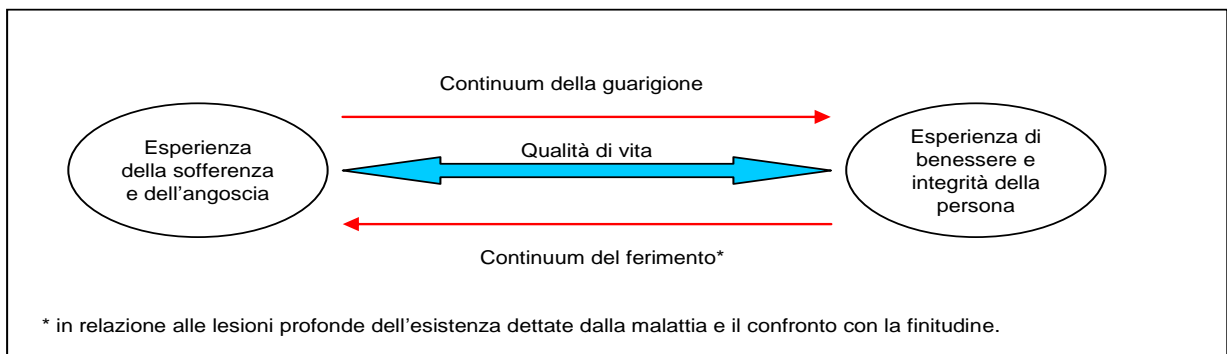 Continuum della guarigione
Esperienza
della sofferenza
e dell'angoscia
Qualità di vita
Esperienza di
benessere e
integrità della
persona
Continuum del ferimento*
* in relazione alle lesioni profonde dell'esistenza dettate dalla malattia e il confronto con la finitudine.